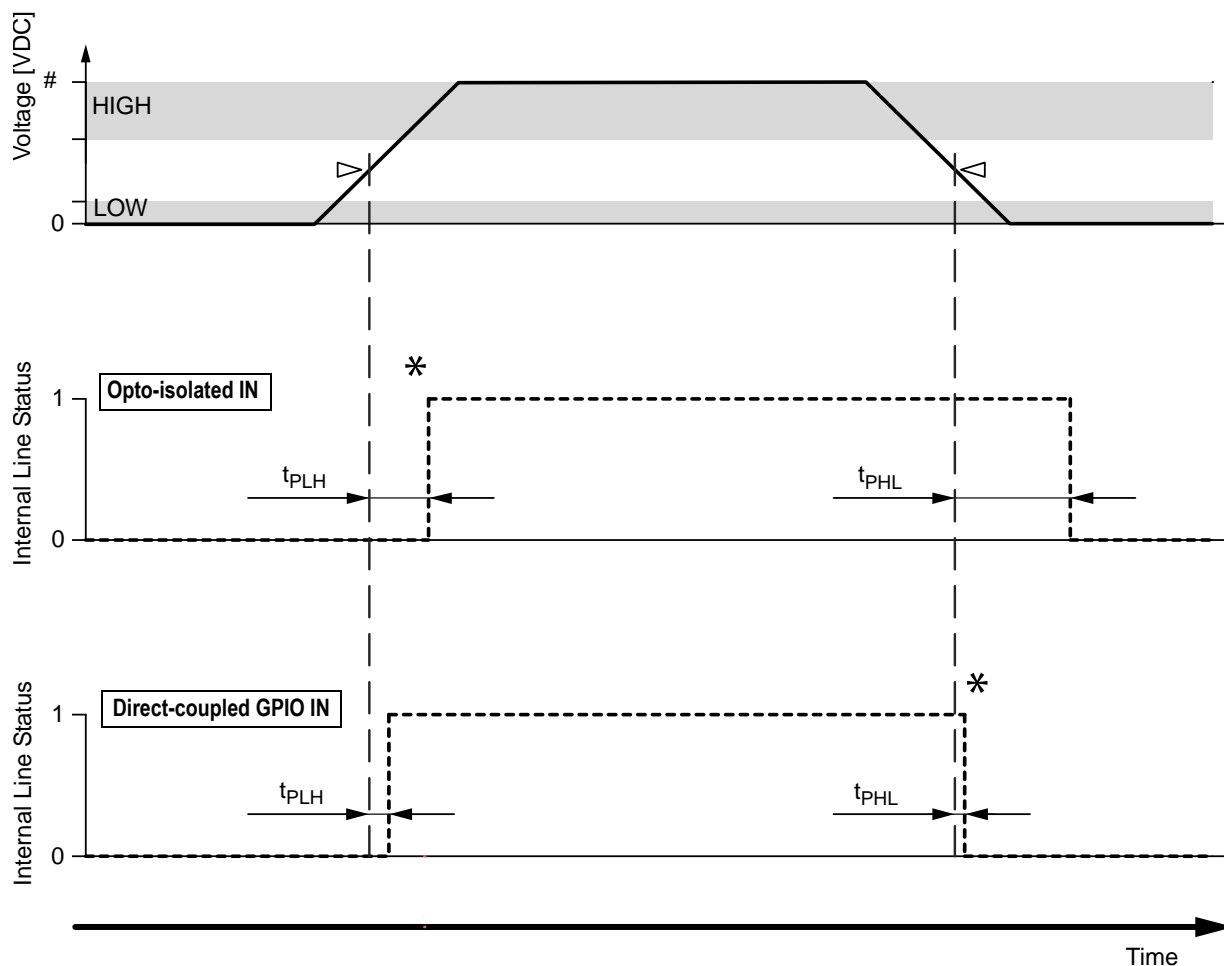 Voltage [VDC]
#
HIGH
LOW
0
Internal Line Status
*
Opto-isolated IN
1
tPLH
tPHL
0
Internal Line Status
*
Direct-coupled GPIO IN
1
tPLH
tPHL
0
Time